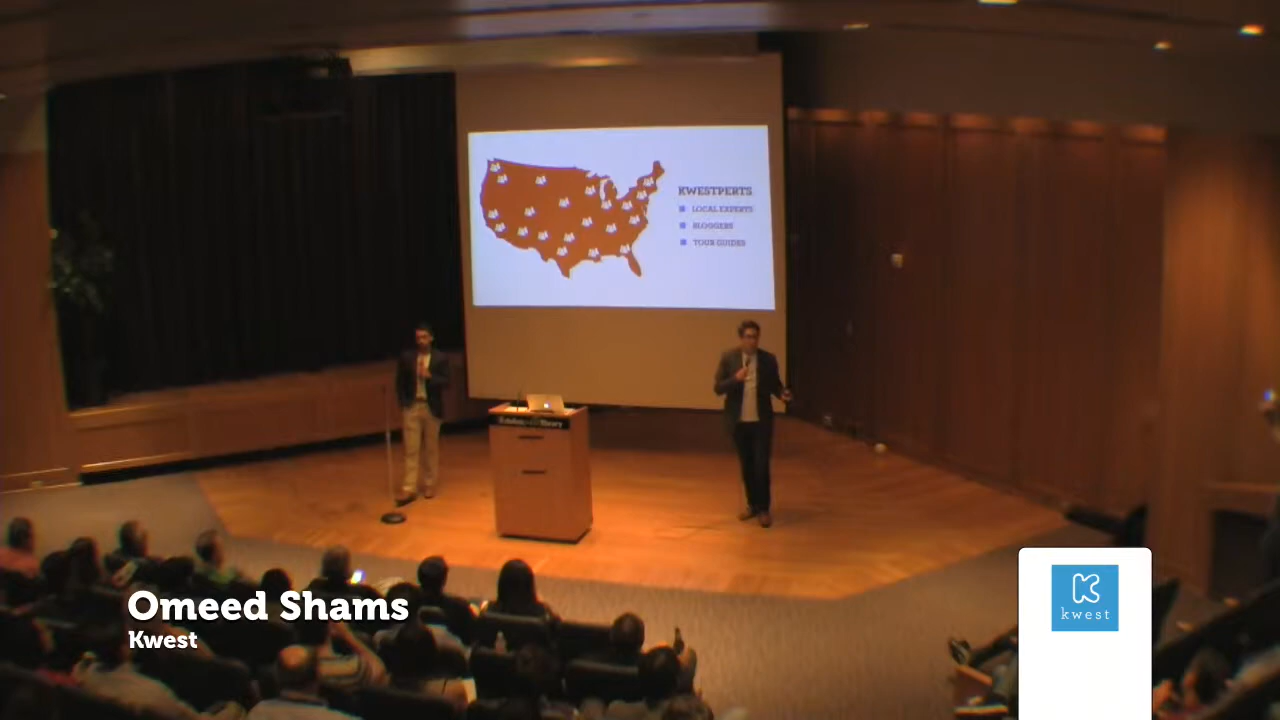 KWESTPERTS
LOCAL EXPERTS
BLOGGERS
TOUR GUIDES
Omeed Shams
Kwest
kwest